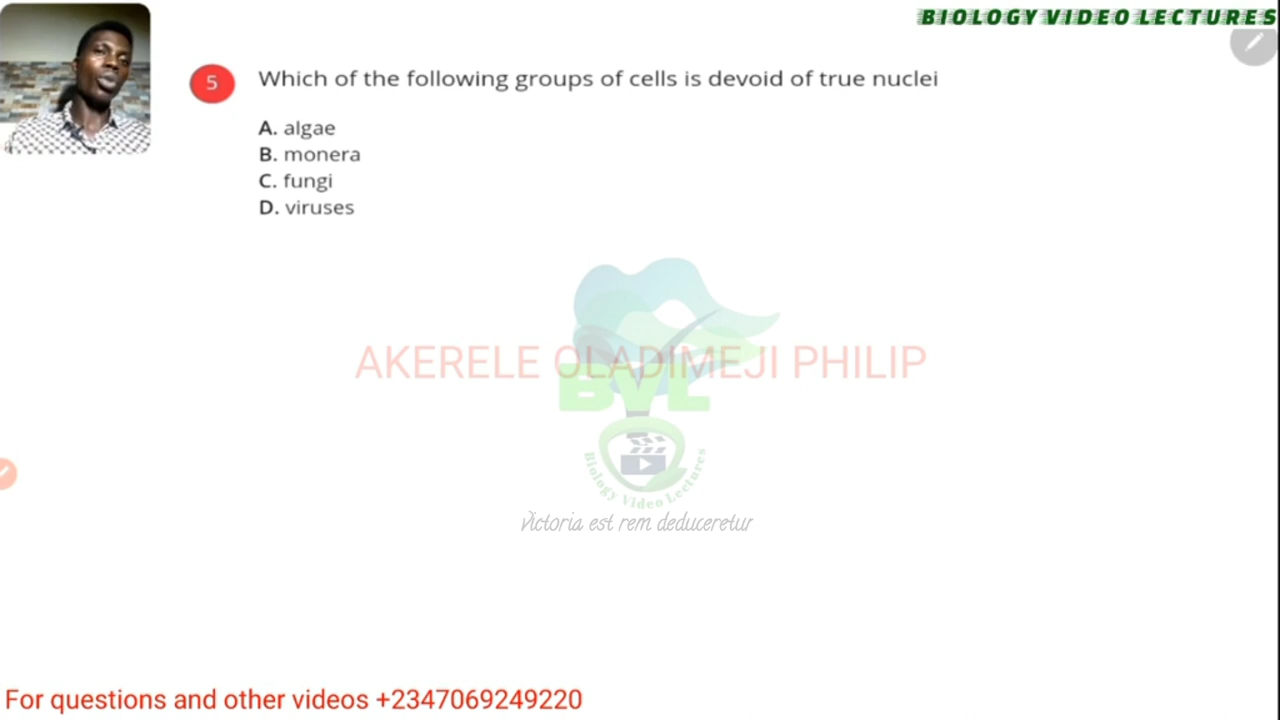 BIOLOGY VIDEO LECTURES
5 Which of the following groups of cells is devoid of true nuclei
A. algae
B. monera
C. fungi
D. viruses
AKERELE OLADIMEJI PHILIP
BVL
Biology Video Lectures
Victoria est rem deduceretur
For questions and other videos +2347069249220